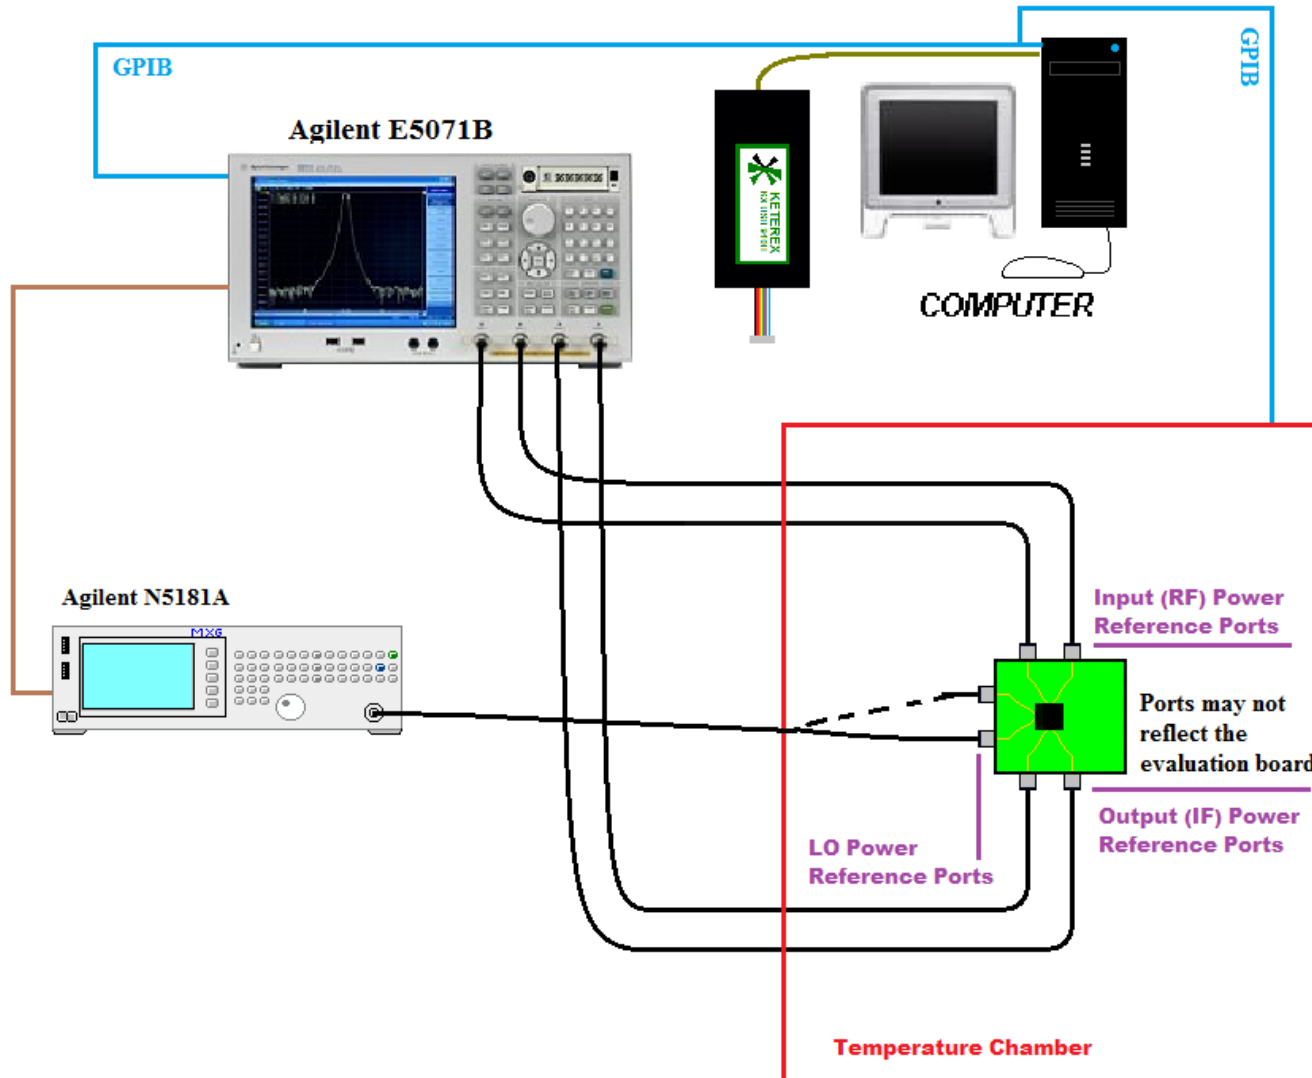 GPIB
GPIB
Agilent E5071B
KETEREX
COMPUTER
Agilent N5181A
MXG
Input (RF) Power
Reference Ports
Ports may not
reflect the
evaluation board
Output (IF) Power
Reference Ports
LO Power
Reference Ports
Temperature Chamber